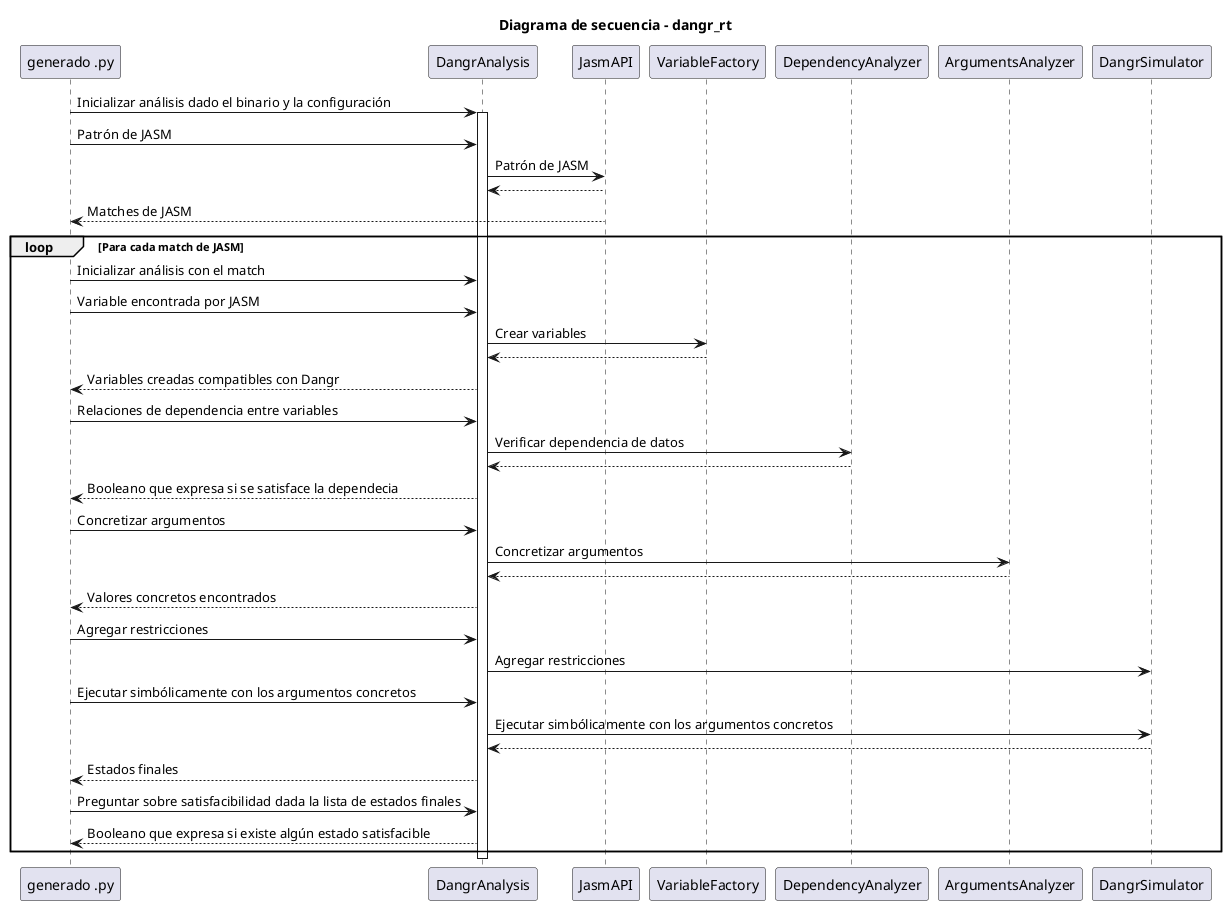 Diagrama de secuencia - dangr_rt
generado .py
DangrAnalysis
JasmAPI
VariableFactory
DependencyAnalyzer
ArgumentsAnalyzer
DangrSimulator
Inicializar análisis dado el binario y la configuración
Patrón de JASM
Patrón de JASM
Matches de JASM
loop [Para cada match de JASM]
Inicializar análisis con el match
Variable encontrada por JASM
Crear variables
Variables creadas compatibles con Dangr
Relaciones de dependencia entre variables
Verificar dependencia de datos
Booleano que expresa si se satisface la dependecia
Concretizar argumentos
Concretizar argumentos
Valores concretos encontrados
Agregar restricciones
Agregar restricciones
Ejecutar simbólicamente con los argumentos concretos
Ejecutar simbólicamente con los argumentos concretos
Estados finales
Preguntar sobre satisfacibilidad dada la lista de estados finales
Booleano que expresa si existe algún estado satisfacible
generado .py
DangrAnalysis
JasmAPI
VariableFactory
DependencyAnalyzer
ArgumentsAnalyzer
DangrSimulator